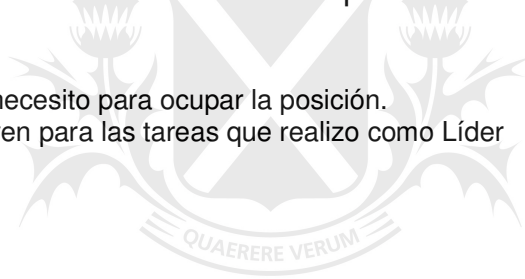 necesito para ocupar la posición.
en para las tareas que realizo como Líder
QUAERERE VERUM